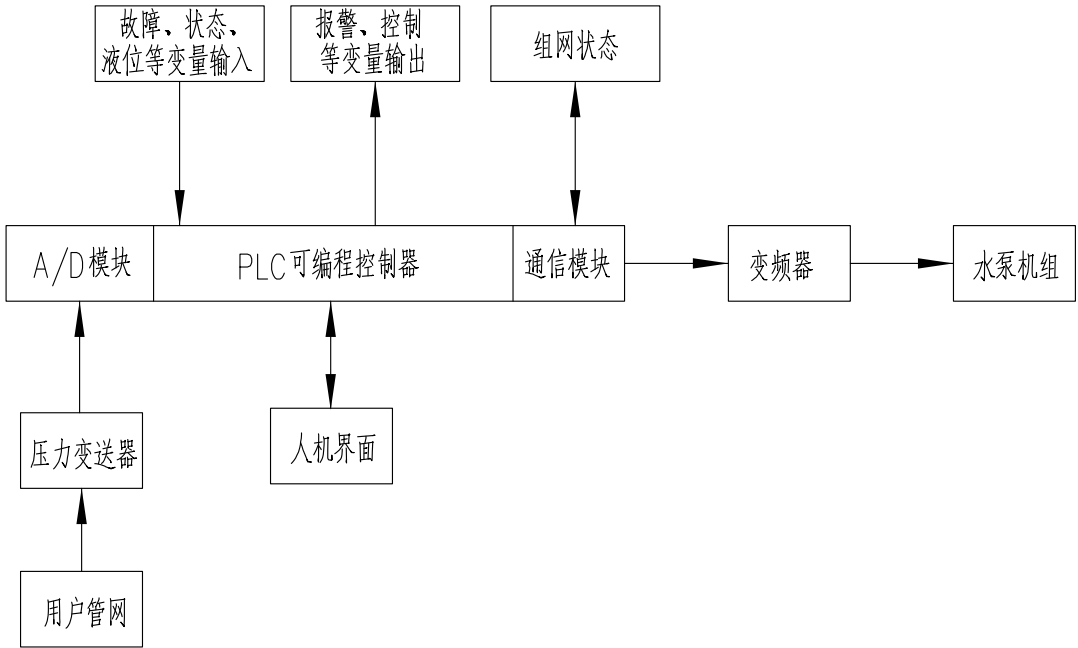 故障、状态、
液位等变量输入
报警、控制
等变量输出
组网状态
A/D模块
PLC可编程控制器
通信模块
变频器
水泵机组
压力变送器
人机界面
用户管网